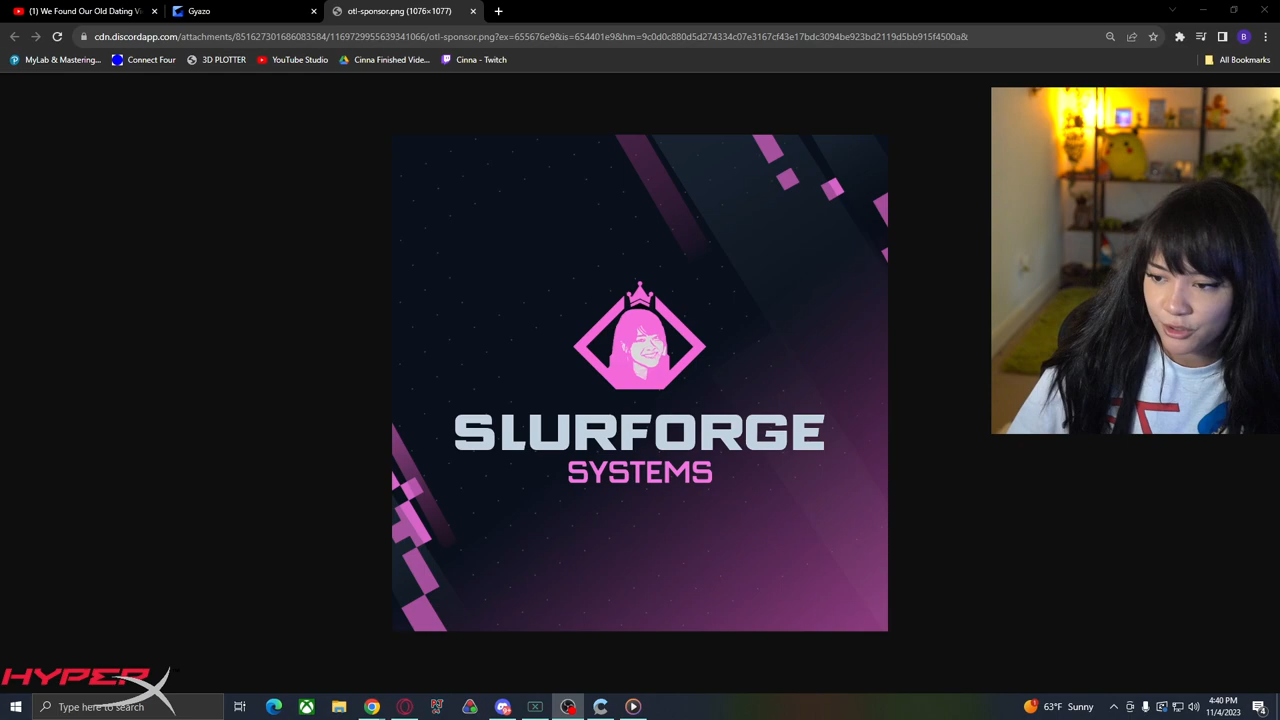 (1) We Found Our Old Dating Vi
Gyazo
otl-sponsor.png (1076×1077)
cdn.discordapp.com/attachments/851627301686083584/1169729955639341066/otl-sponsor.png?ex=655676e9&is=654401e9&hm=9c0d0c880d5d274334c07e3167cf43e17bdc3094be923bd2119d5bb915f4500a&
B
MyLab & Mastering...
Connect Four
3D PLOTTER
YouTube Studio
Cinna Finished Vide...
Cinna - Twitch
All Bookmarks
SLURFORGE
SYSTEMS
HYPERX
Type here to search
63°F Sunny
4:40 PM
11/4/2023